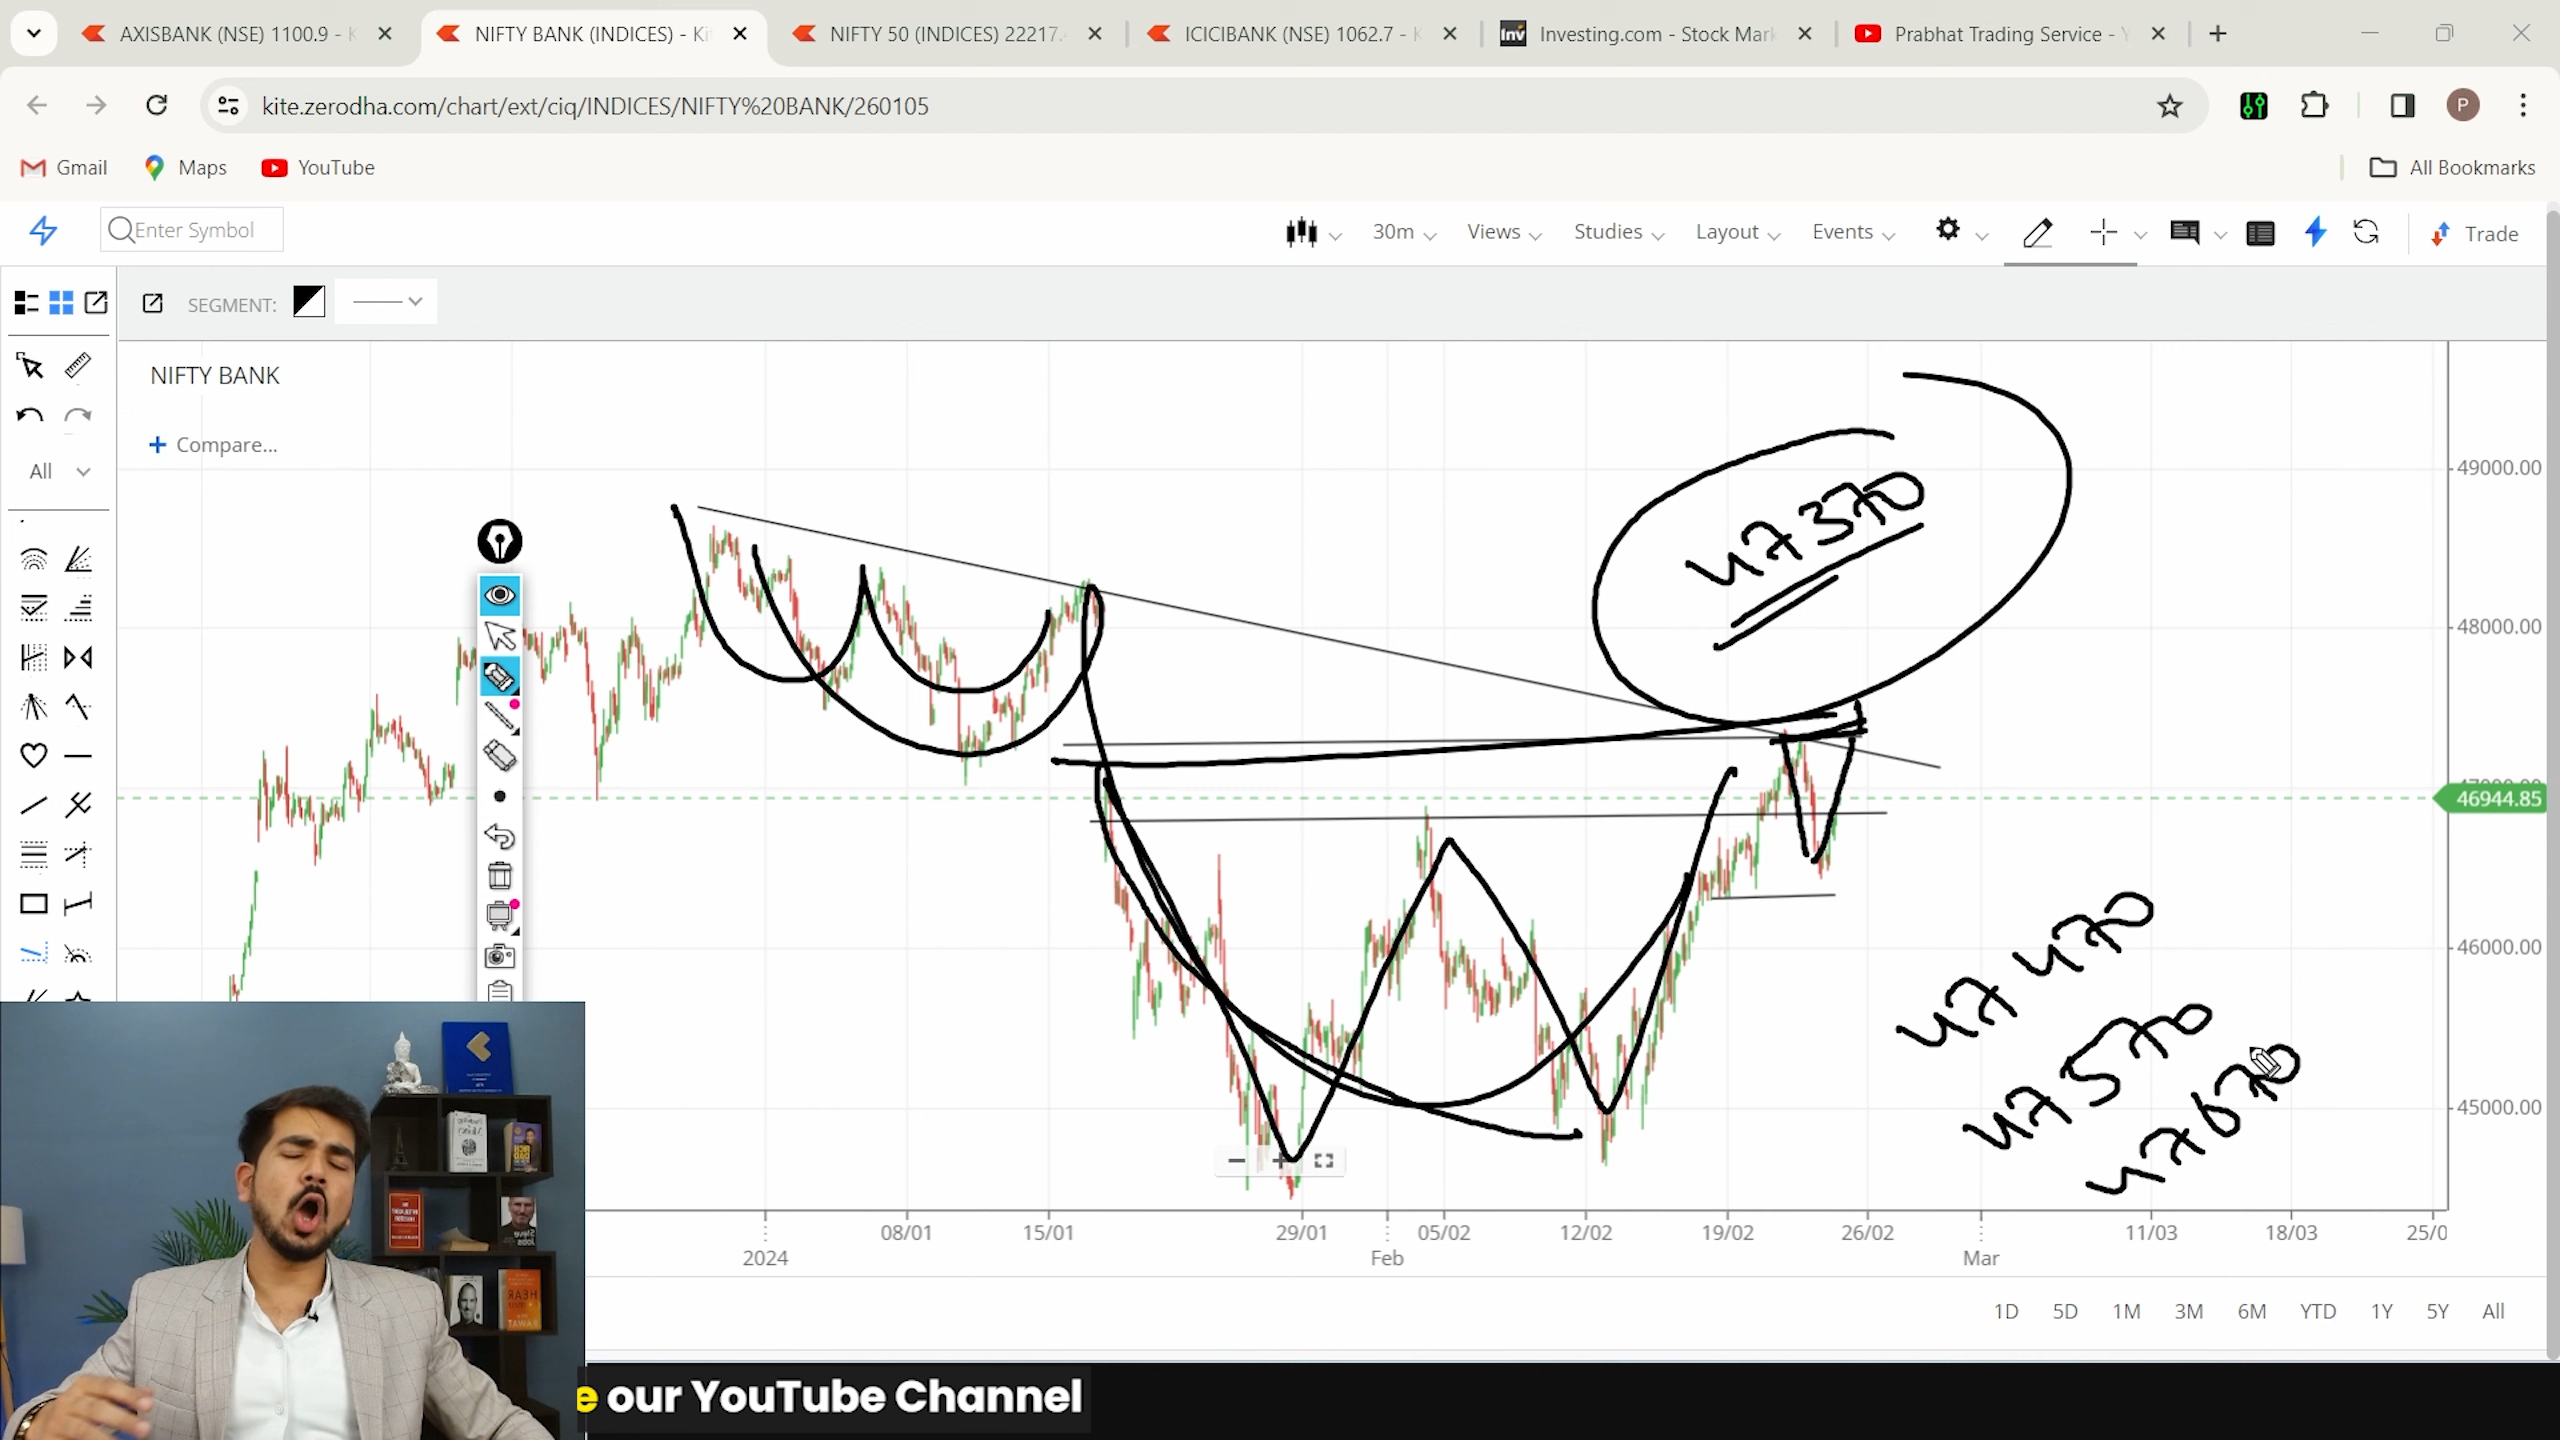 AXISBANK (NSE) 1100.9 - K
NIFTY BANK (INDICES) - Ki
NIFTY 50 (INDICES) 22217.
ICICIBANK (NSE) 1062.7 - K
Investing.com - Stock Mar
Prabhat Trading Service - Y
kite.zerodha.com/chart/ext/ciq/INDICES/NIFTY%20BANK/260105
P
Gmail
Maps
YouTube
All Bookmarks
Enter Symbol
30m
Views
Studies
Layout
Events
Trade
SEGMENT:
NIFTY BANK
+ Compare...
All
49000.00
48000.00
47000.00
46944.85
46000.00
45000.00
47370
47470
47570
47670
08/01
15/01
29/01
05/02
12/02
19/02
26/02
11/03
18/03
25/0
2024
Feb
Mar
1D 5D 1M 3M 6M YTD 1Y 5Y All
e our YouTube Channel